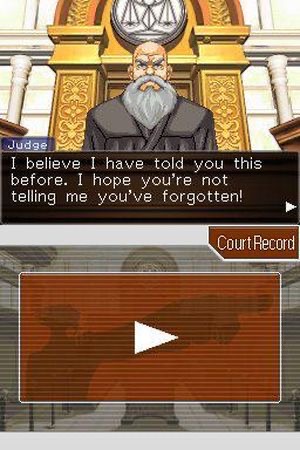 Judge
I believe I have told you this
before. I hope you're not
telling me you've forgotten!
Court Record